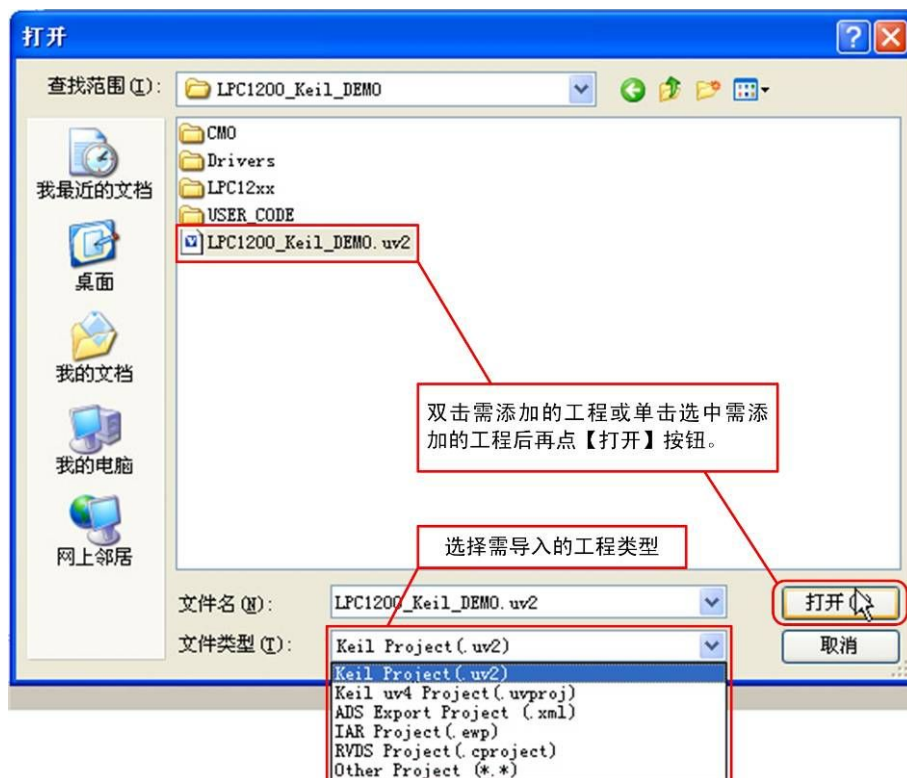 打开
查找范围(I):
LPC1200_Keil_DEMO
CMO
Drivers
LPC12xx
USER_CODE
LPC1200_Keil_DEMO.uv2
我最近的文档
桌面
我的文档
我的电脑
网上邻居
双击需添加的工程或单击选中需添
加的工程后再点【打开】按钮。
选择需导入的工程类型
文件名(N):
LPC1200_Keil_DEMO.uv2
打开
文件类型(T):
Keil Project(.uv2)
取消
Keil Project(.uv2)
Keil uv4 Project(.uvproj)
ADS Export Project (.xml)
IAR Project(.ewp)
RVDS Project(.cproject)
Other Project (*.*)